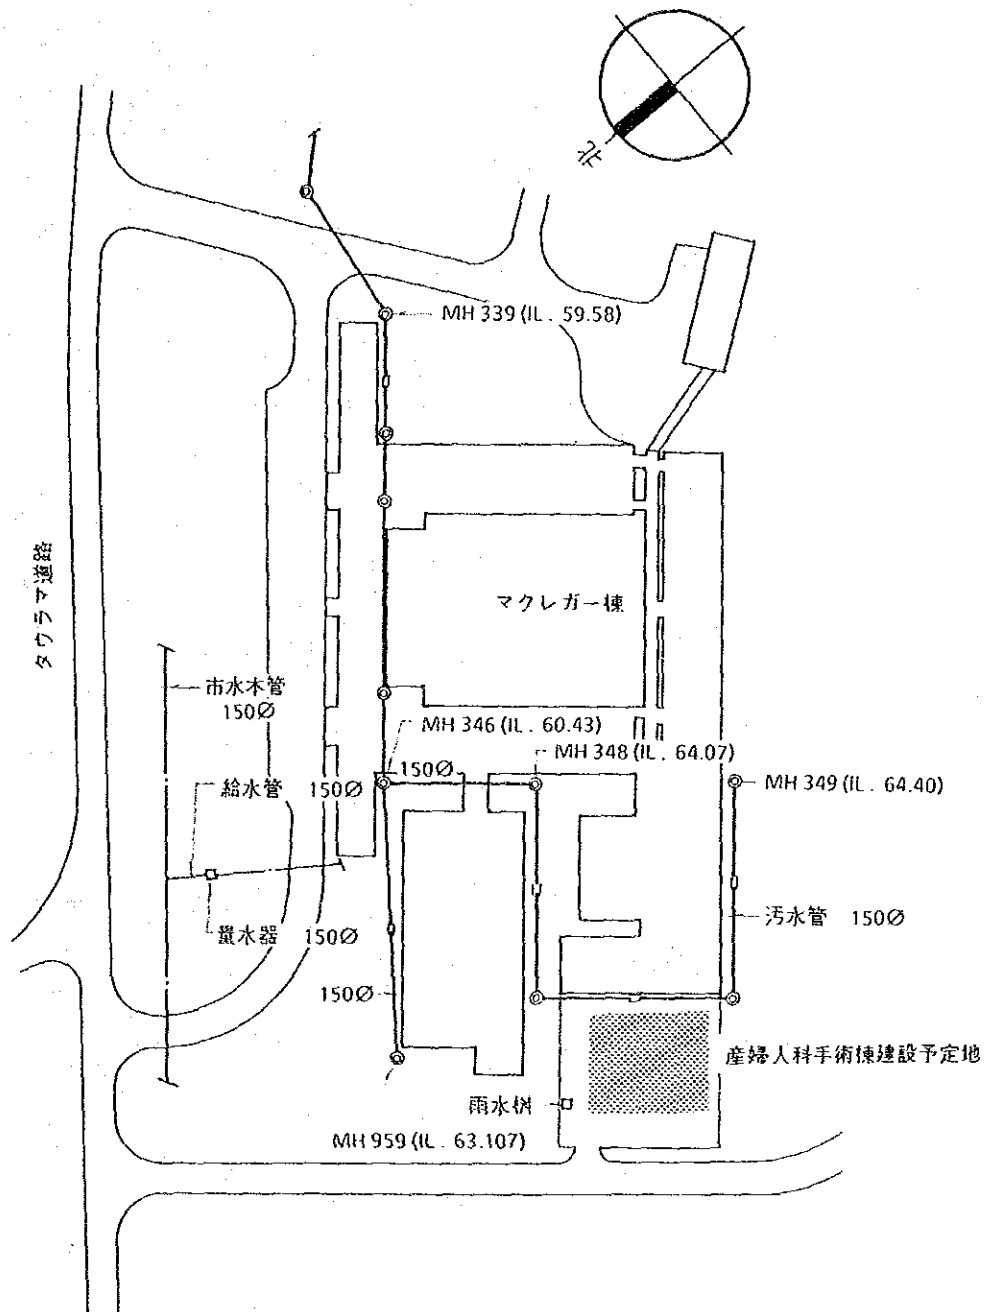 北
MH 339 (IL. 59.58)
タウラマ道路
マクレガー棟
市水本管
150Ø
MH 346 (IL. 60.43)
MH 348 (IL. 64.07)
150Ø
給水管 150Ø
MH 349 (IL. 64.40)
汚水管 150Ø
量水器 150Ø
150Ø
産婦人科手術棟建設予定地
雨水桝
MH 959 (IL. 63.107)